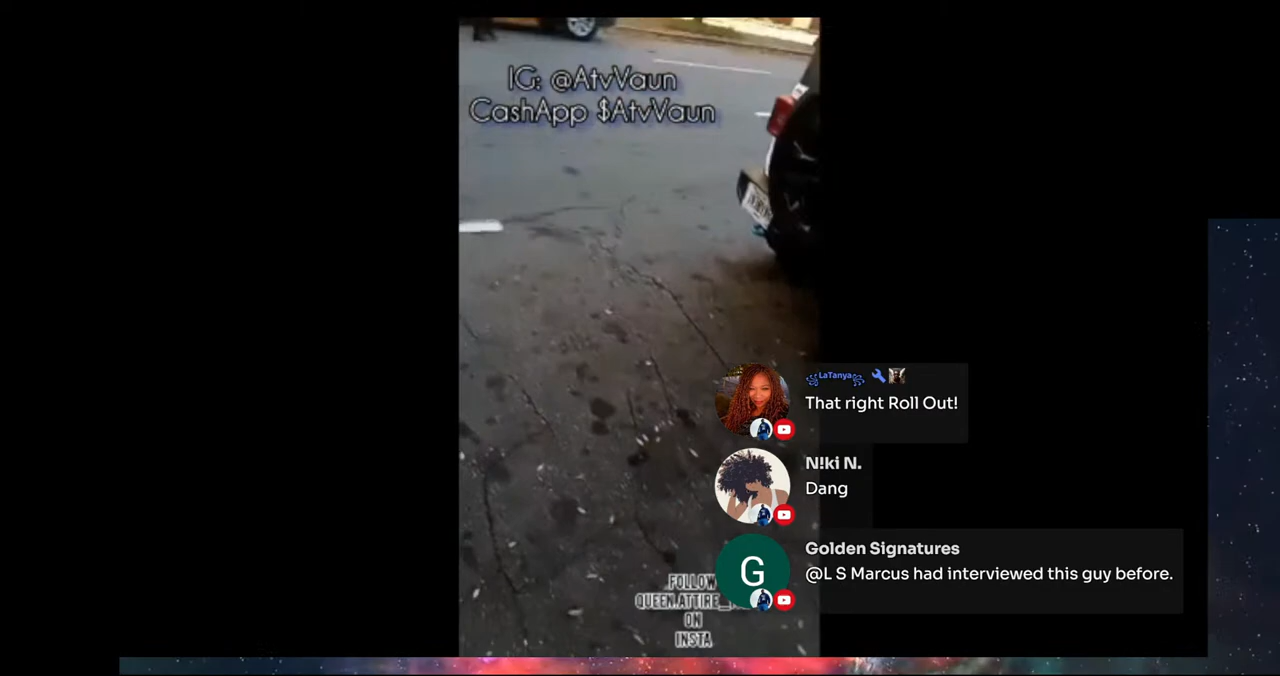 IG: @AtvVaun
CashApp $AtvVaun
LaTanya
That right Roll Out!
N!ki N.
Dang
Golden Signatures
G
@L S Marcus had interviewed this guy before.
FOLLOW
ON
INSTA